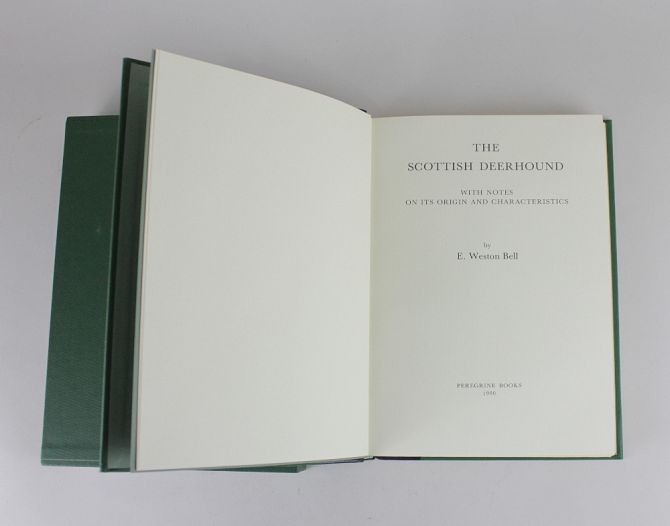 THE
SCOTTISH DEERHOUND
WITH NOTES
ON ITS ORIGIN AND CHARACTERISTICS
by
E. Weston Bell
PEREGRINE BOOKS